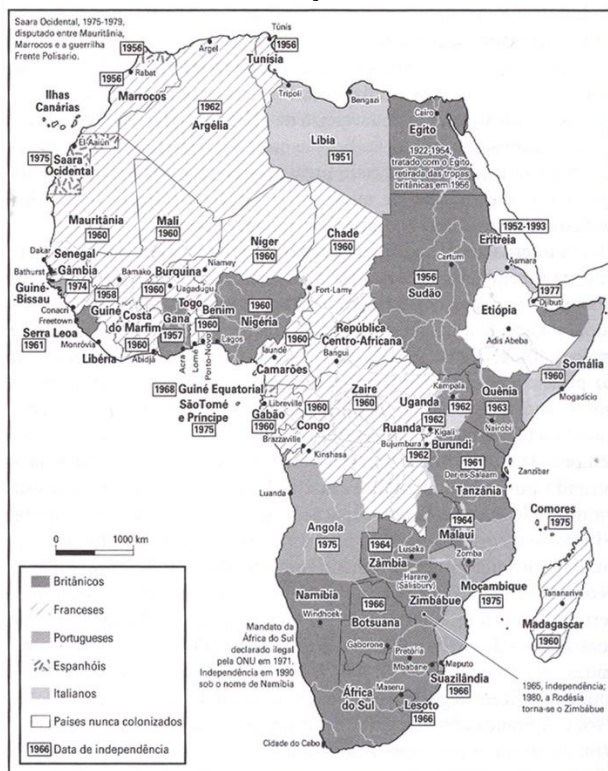 Saara Ocidental, 1975-1979,
disputado entre Mauritânia,
Marrocos e a guerrilha
Frente Polisario.
1956
Rabat
1956
Marrocos
Argel
Túnis
1956
Tunísia
Ilhas
Canárias
1962
Argélia
Trípoli
Bengazi
Líbia
1951
Cairo
Egito
1922-1954,
tratado com o Egito,
retirada das tropas
britânicas em 1956
El-Aaiún
1975
Saara
Ocidental
Mauritânia
1960
Mali
1960
Níger
1960
Chade
1960
1952-1993
Eritreia
Asmara
Cartum
1956
Sudão
1977
Djibuti
Dakar
Senegal
Bathurst
Gâmbia
Guiné-
-Bissau
1974
Bamako
1958
Guiné
Conacri
Freetown
Serra Leoa
1961
Monróvia
Libéria
Costa
do Marfim
1960
Abidjã
Burquina
1960
Niamey
Uagadugu
Togo
Gana
1957
Benim
1960
Acra
Lomé
Porto-Novo
Lagos
Nigéria
1960
Fort-Lamy
Etiópia
Adis Abeba
República
Centro-Africana
1960
Bangui
Iaundé
Camarões
Somália
1960
Mogadício
1968
Guiné Equatorial
São Tomé
e Príncipe
1975
Libreville
Gabão
1960
1960
Congo
Brazzaville
Kinshasa
Zaire
1960
Kampala
Uganda
1962
Quênia
1963
Nairóbi
Ruanda
1962
Kigali
Bujumbura
Burundi
1962
1961
Dar-es-Salaam
Tanzânia
Zanzibar
Luanda
Angola
1975
1964
Malaui
Zomba
Comores
1975
1964
Zâmbia
Lusaka
Harare
(Salisbury)
Zimbábue
Moçambique
1975
Tananarive
Madagascar
1960
Namíbia
Windhoek
1966
Botsuana
Gaborone
Pretória
Mbabane
Maputo
Suazilândia
1966
Maseru
Lesoto
1966
África
do Sul
Cidade do Cabo
Mandato da
África do Sul
declarado ilegal
pela ONU em 1971.
Independência em 1990
sob o nome de Namíbia
1965, independência;
1980, a Rodésia
torna-se o Zimbábue
0 1000 km
Britânicos
Franceses
Portugueses
Espanhóis
Italianos
Países nunca colonizados
1966 Data de independência